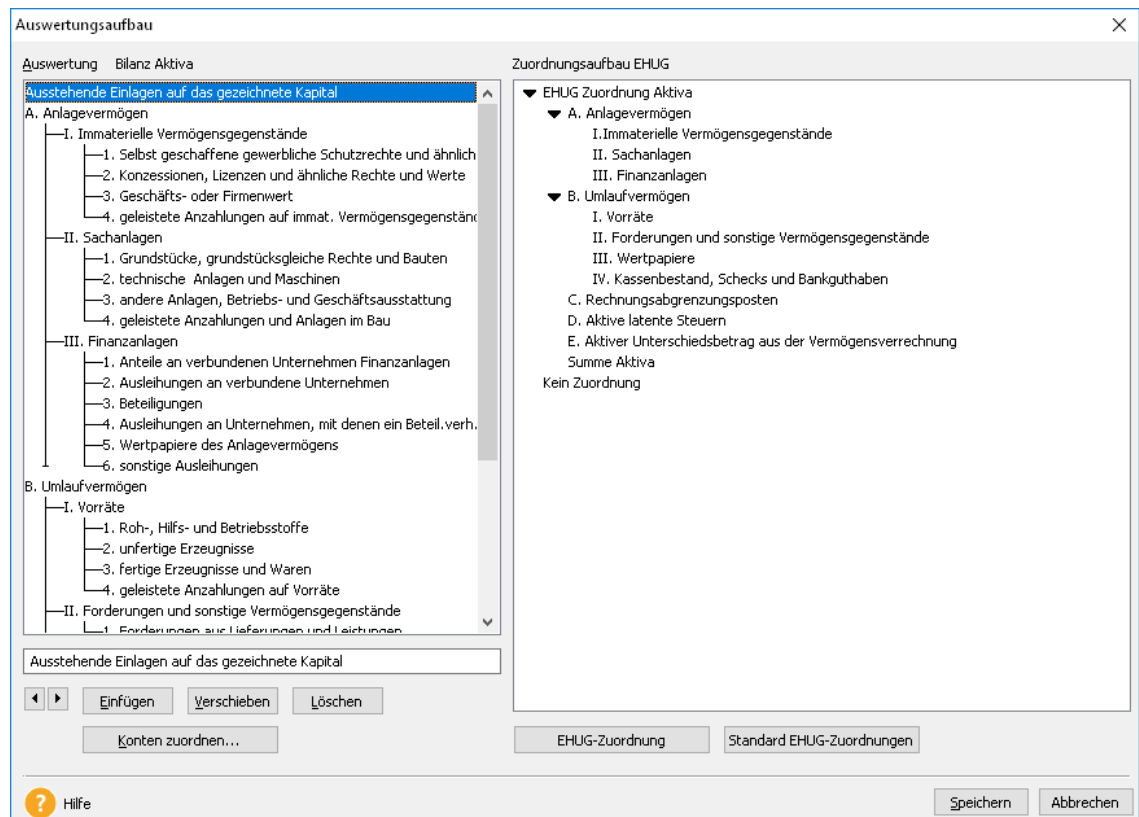 Auswertungsaufbau
Auswertung Bilanz Aktiva
Ausstehende Einlagen auf das gezeichnete Kapital
A. Anlagevermögen
I. Immaterielle Vermögensgegenstände
1. Selbst geschaffene gewerbliche Schutzrechte und ähnlich
2. Konzessionen, Lizenzen und ähnliche Rechte und Werte
3. Geschäfts- oder Firmenwert
4. geleistete Anzahlungen auf immat. Vermögensgegenstänc
II. Sachanlagen
1. Grundstücke, grundstücksgleiche Rechte und Bauten
2. technische Anlagen und Maschinen
3. andere Anlagen, Betriebs- und Geschäftsausstattung
4. geleistete Anzahlungen und Anlagen im Bau
III. Finanzanlagen
1. Anteile an verbundenen Unternehmen Finanzanlagen
2. Ausleihungen an verbundene Unternehmen
3. Beteiligungen
4. Ausleihungen an Unternehmen, mit denen ein Beteil.verh.
5. Wertpapiere des Anlagevermögens
6. sonstige Ausleihungen
B. Umlaufvermögen
I. Vorräte
1. Roh-, Hilfs- und Betriebsstoffe
2. unfertige Erzeugnisse
3. fertige Erzeugnisse und Waren
4. geleistete Anzahlungen auf Vorräte
II. Forderungen und sonstige Vermögensgegenstände
1. Forderungen aus Lieferungen und Leistungen
Ausstehende Einlagen auf das gezeichnete Kapital
Einfügen
Verschieben
Löschen
Konten zuordnen...
Zuordnungsaufbau EHUG
EHUG Zuordnung Aktiva
A. Anlagevermögen
I.Immaterielle Vermögensgegenstände
II. Sachanlagen
III. Finanzanlagen
B. Umlaufvermögen
I. Vorräte
II. Forderungen und sonstige Vermögensgegenstände
III. Wertpapiere
IV. Kassenbestand, Schecks und Bankguthaben
C. Rechnungsabgrenzungsposten
D. Aktive latente Steuern
E. Aktiver Unterschiedsbetrag aus der Vermögensverrechnung
Summe Aktiva
Kein Zuordnung
EHUG-Zuordnung
Standard EHUG-Zuordnungen
? Hilfe
Speichern
Abbrechen